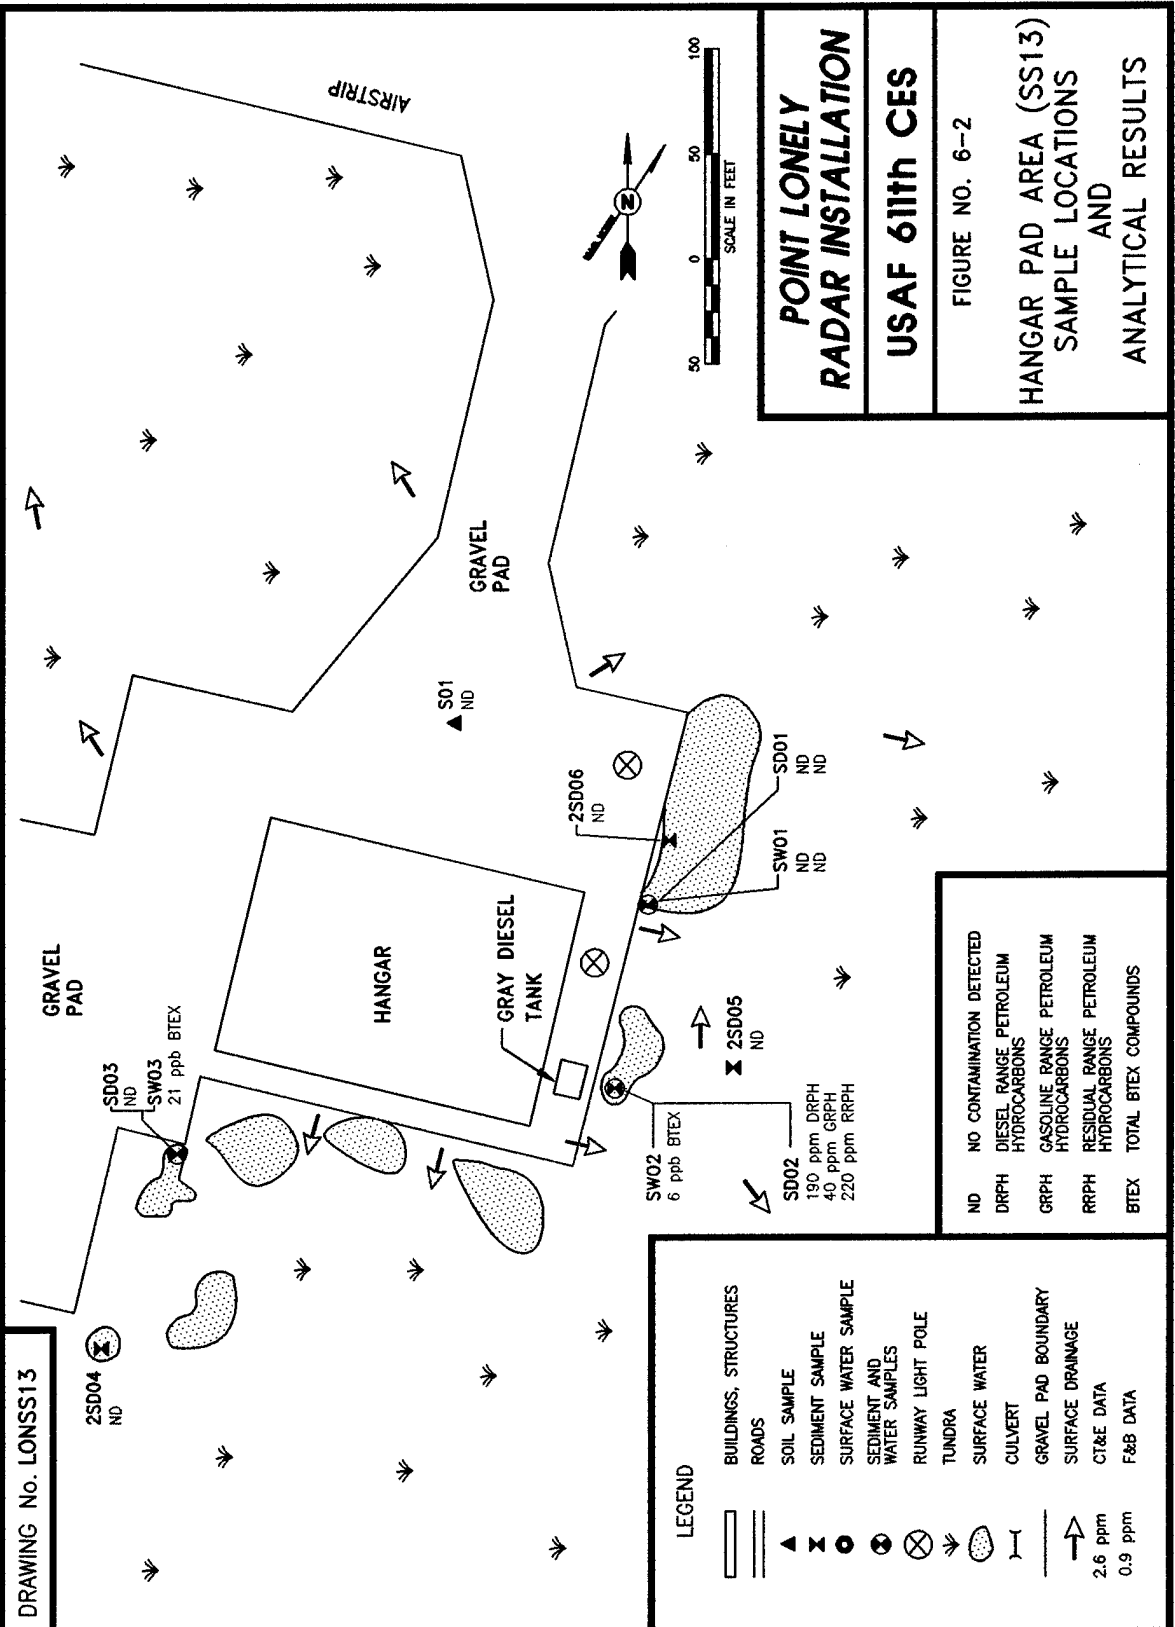 DRAWING No. LONSS13
AIRSTRIP
GRAVEL
PAD
GRAVEL
PAD
HANGAR
GRAY DIESEL
TANK
S01
ND
2SD06
ND
SD01
ND
ND
SW01
ND
ND
2SD05
ND
SD03
ND
SW03
21 ppb BTEX
SW02
6 ppb BTEX
SD02
190 ppm DRPH
40 ppm GRPH
220 ppm RRPH
2SD04
ND
N
50
0
50
100
SCALE IN FEET
LEGEND
BUILDINGS, STRUCTURES
ROADS
SOIL SAMPLE
SEDIMENT SAMPLE
SURFACE WATER SAMPLE
SEDIMENT AND
WATER SAMPLES
RUNWAY LIGHT POLE
TUNDRA
SURFACE WATER
CULVERT
GRAVEL PAD BOUNDARY
SURFACE DRAINAGE
2.6 ppm CT&E DATA
0.9 ppm F&B DATA
ND NO CONTAMINATION DETECTED
DRPH DIESEL RANGE PETROLEUM
HYDROCARBONS
GRPH GASOLINE RANGE PETROLEUM
HYDROCARBONS
RRPH RESIDUAL RANGE PETROLEUM
HYDROCARBONS
BTEX TOTAL BTEX COMPOUNDS
POINT LONELY
RADAR INSTALLATION
USAF 611th CES
FIGURE NO. 6-2
HANGAR PAD AREA (SS13)
SAMPLE LOCATIONS
AND
ANALYTICAL RESULTS